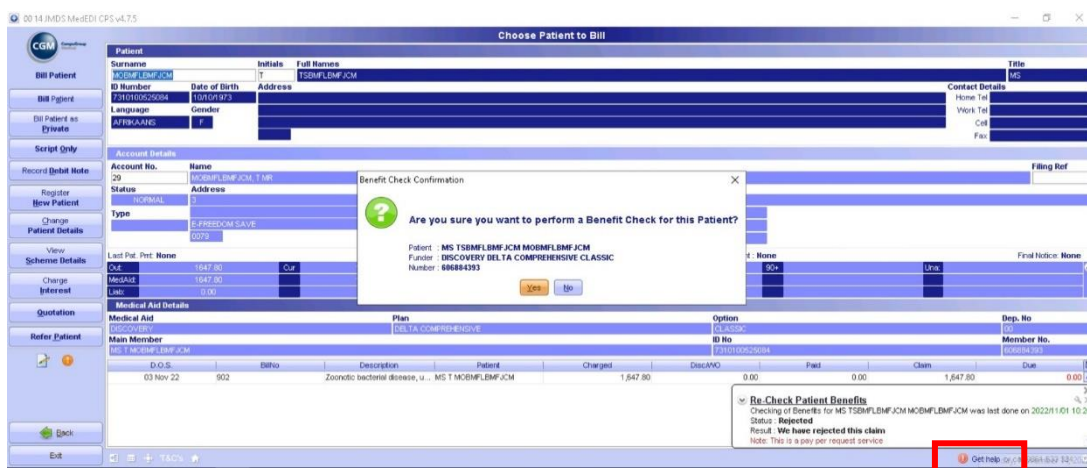 00 14 JMDS MedEDI CPS v4.7.5
CGM CompuGroup Medical
Choose Patient to Bill
Bill Patient
Bill Patient
Bill Patient as Private
Script Only
Record Debit Note
Register New Patient
Change Patient Details
View Scheme Details
Charge Interest
Quotation
Refer Patient
Back
Exit
Patient
Surname Initials Full Names Title
MOBMFLBMFJCM T TSBMFLBMFJCM MS
ID Number Date of Birth Address Contact Details
7310100525084 10/10/1973 Home Tel
Language Gender Work Tel
AFRIKAANS F Cell
Fax
Account Details
Account No. Name Filing Ref
29 MOBMFLBMFJCM, T MR
Status Address
NORMAL 3
Type
E-FREEDOM SAVE
0079
Last Pat. Pmt: None : None Final Notice: None
Out: 1647.80 Cur 90+ Una:
MedAid: 1647.80
Liab: 0.00
Benefit Check Confirmation
Are you sure you want to perform a Benefit Check for this Patient?
Patient : MS TSBMFLBMFJCM MOBMFLBMFJCM
Funder : DISCOVERY DELTA COMPREHENSIVE CLASSIC
Number : 606884393
Yes No
Medical Aid Details
Medical Aid Plan Option Dep. No
DISCOVERY DELTA COMPREHENSIVE CLASSIC 00
Main Member ID No Member No.
MS T MOBMFLBMFJCM 7310100525084 606884393
D.O.S. BillNo Description Patient Charged Disc/WO Paid Claim Due
03 Nov 22 902 Zoonotic bacterial disease, u... MS T MOBMFLBMFJCM 1,647.80 0.00 0.00 1,647.80 0.00
Re-Check Patient Benefits
Checking of Benefits for MS TSBMFLBMFJCM MOBMFLBMFJCM was last done on 2022/11/01 10.2
Status : Rejected
Result : We have rejected this claim
Note: This is a pay per request service
T&C's
Get help